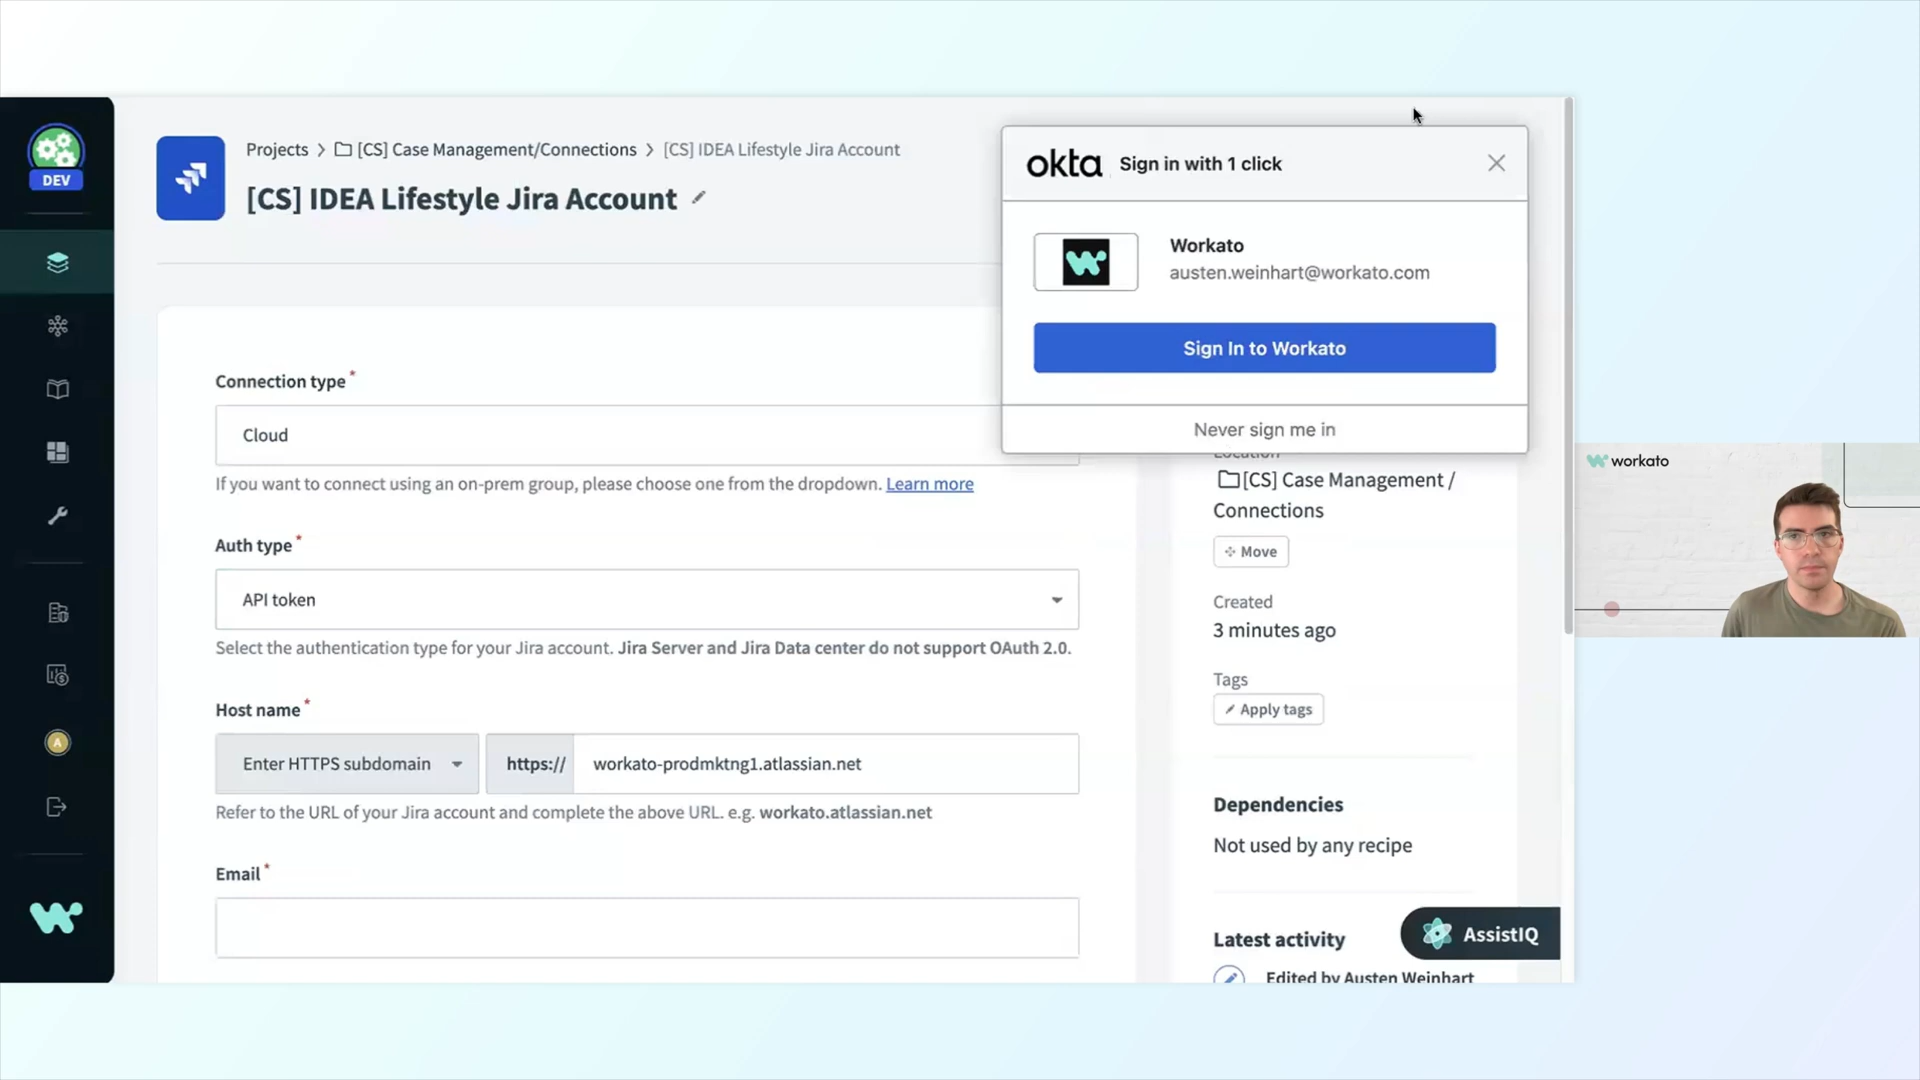 DEV
Projects > [CS] Case Management/Connections > [CS] IDEA Lifestyle Jira Account
[CS] IDEA Lifestyle Jira Account
okta Sign in with 1 click
Workato
austen.weinhart@workato.com
Sign In to Workato
Never sign me in
Connection type *
Cloud
If you want to connect using an on-prem group, please choose one from the dropdown. Learn more
Auth type *
API token
Select the authentication type for your Jira account. Jira Server and Jira Data center do not support OAuth 2.0.
Host name *
Enter HTTPS subdomain
https://
workato-prodmktng1.atlassian.net
Refer to the URL of your Jira account and complete the above URL. e.g. workato.atlassian.net
Email *
Location
[CS] Case Management /
Connections
Move
Created
3 minutes ago
Tags
Apply tags
Dependencies
Not used by any recipe
Latest activity
Edited by Austen Weinhart
AssistIQ
A
workato